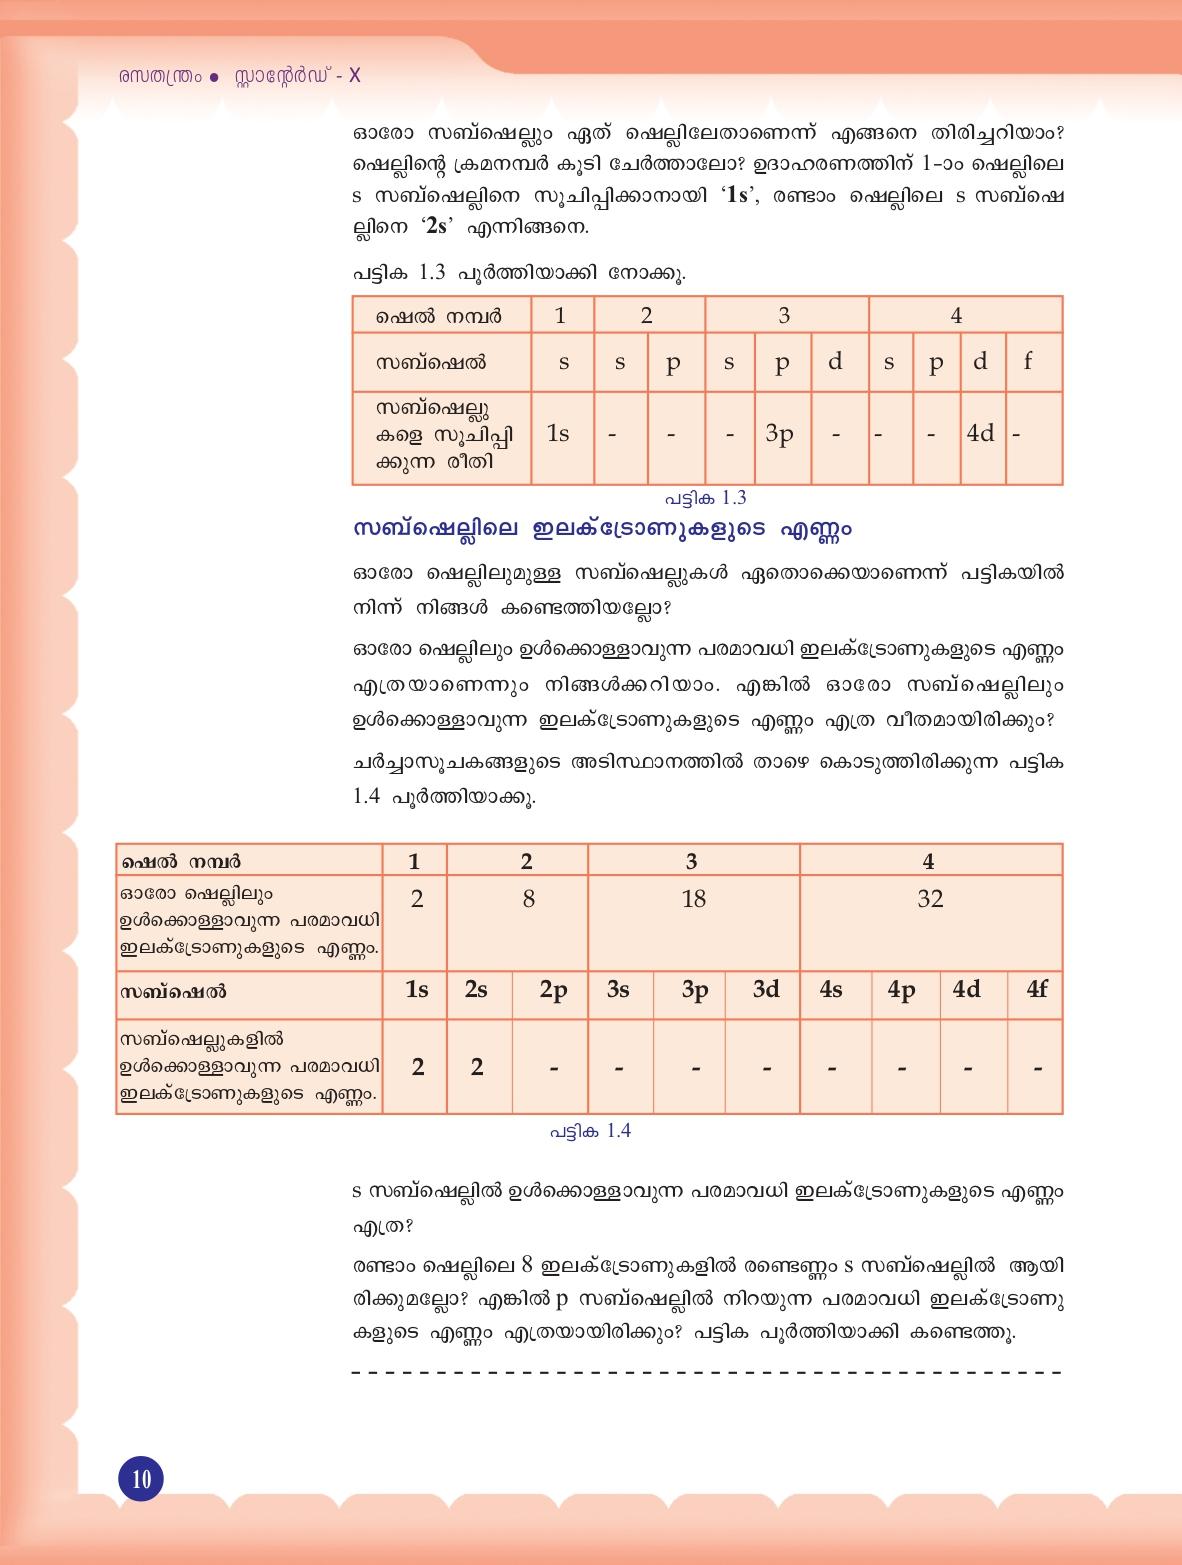 രസതന്ത്രം ● സ്റ്റാന്റേർഡ് - X
ഓരോ സബ്ഷെല്ലും ഏത് ഷെല്ലിലേതാണെന്ന് എങ്ങനെ തിരിച്ചറിയാം?
ഷെല്ലിന്റെ ക്രമനമ്പർ കൂടി ചേർത്താലോ? ഉദാഹരണത്തിന് 1-ാം ഷെല്ലിലെ
s സബ്ഷെല്ലിനെ സൂചിപ്പിക്കാനായി ‘1s’, രണ്ടാം ഷെല്ലിലെ s സബ്ഷെ
ല്ലിനെ ‘2s’ എന്നിങ്ങനെ.
പട്ടിക 1.3 പൂർത്തിയാക്കി നോക്കൂ.
ഷെൽ നമ്പർ 1 2 3 4
സബ്ഷെൽ s s p s p d s p d f
സബ്ഷെല്ലു
കളെ സൂചിപ്പി 1s - - - 3p - - - 4d -
ക്കുന്ന രീതി
പട്ടിക 1.3
സബ്ഷെല്ലിലെ ഇലക്ട്രോണുകളുടെ എണ്ണം
ഓരോ ഷെല്ലിലുമുള്ള സബ്ഷെല്ലുകൾ ഏതൊക്കെയാണെന്ന് പട്ടികയിൽ
നിന്ന് നിങ്ങൾ കണ്ടെത്തിയല്ലോ?
ഓരോ ഷെല്ലിലും ഉൾക്കൊള്ളാവുന്ന പരമാവധി ഇലക്ട്രോണുകളുടെ എണ്ണം
എത്രയാണെന്നും നിങ്ങൾക്കറിയാം. എങ്കിൽ ഓരോ സബ്ഷെല്ലിലും
ഉൾക്കൊള്ളാവുന്ന ഇലക്ട്രോണുകളുടെ എണ്ണം എത്ര വീതമായിരിക്കും?
ചർച്ചാസൂചകങ്ങളുടെ അടിസ്ഥാനത്തിൽ താഴെ കൊടുത്തിരിക്കുന്ന പട്ടിക
1.4 പൂർത്തിയാക്കൂ.
ഷെൽ നമ്പർ 1 2 3 4
ഓരോ ഷെല്ലിലും 2 8 18 32
ഉൾക്കൊള്ളാവുന്ന പരമാവധി
ഇലക്ട്രോണുകളുടെ എണ്ണം.
സബ്ഷെൽ 1s 2s 2p 3s 3p 3d 4s 4p 4d 4f
സബ്ഷെല്ലുകളിൽ
ഉൾക്കൊള്ളാവുന്ന പരമാവധി 2 2 - - - - - - - -
ഇലക്ട്രോണുകളുടെ എണ്ണം.
പട്ടിക 1.4
s സബ്ഷെല്ലിൽ ഉൾക്കൊള്ളാവുന്ന പരമാവധി ഇലക്ട്രോണുകളുടെ എണ്ണം
എത്ര?
രണ്ടാം ഷെല്ലിലെ 8 ഇലക്ട്രോണുകളിൽ രണ്ടെണ്ണം s സബ്ഷെല്ലിൽ ആയി
രിക്കുമല്ലോ? എങ്കിൽ p സബ്ഷെല്ലിൽ നിറയുന്ന പരമാവധി ഇലക്ട്രോണു
കളുടെ എണ്ണം എത്രയായിരിക്കും? പട്ടിക പൂർത്തിയാക്കി കണ്ടെത്തൂ.
10